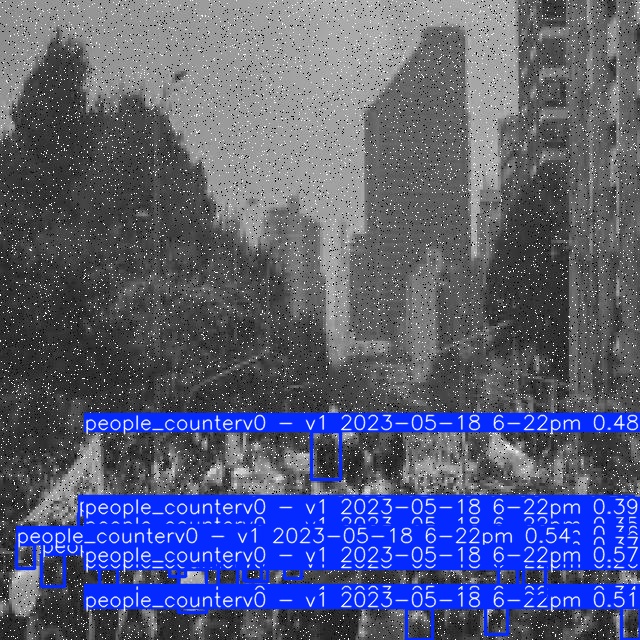 people_counterv0 - v1 2023-05-18 6-22pm 0.48
people_counterv0 - v1 2023-05-18 6-22pm 0.39
people_counterv0 - v1 2023-05-18 6-22pm 0.54
people_counterv0 - v1 2023-05-18 6-22pm 0.57
people_counterv0 - v1 2023-05-18 6-22pm 0.51